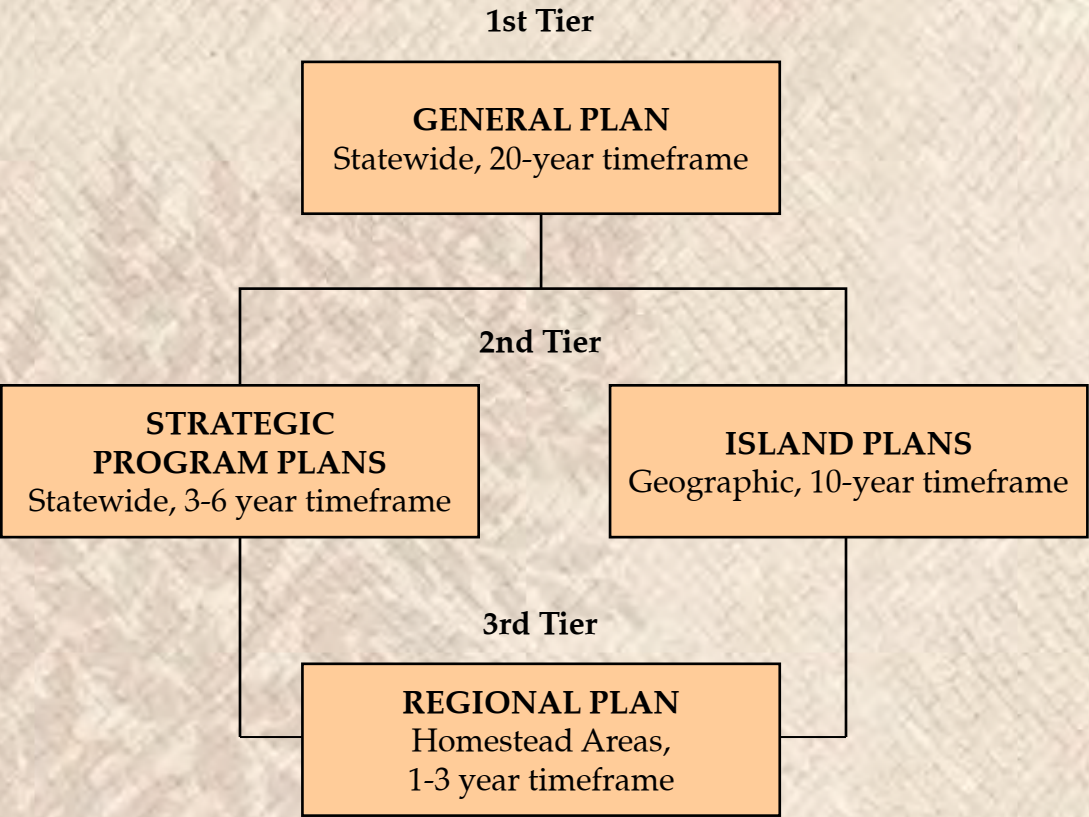 1st Tier
GENERAL PLAN
Statewide, 20-year timeframe
2nd Tier
STRATEGIC
PROGRAM PLANS
Statewide, 3-6 year timeframe
ISLAND PLANS
Geographic, 10-year timeframe
3rd Tier
REGIONAL PLAN
Homestead Areas,
1-3 year timeframe